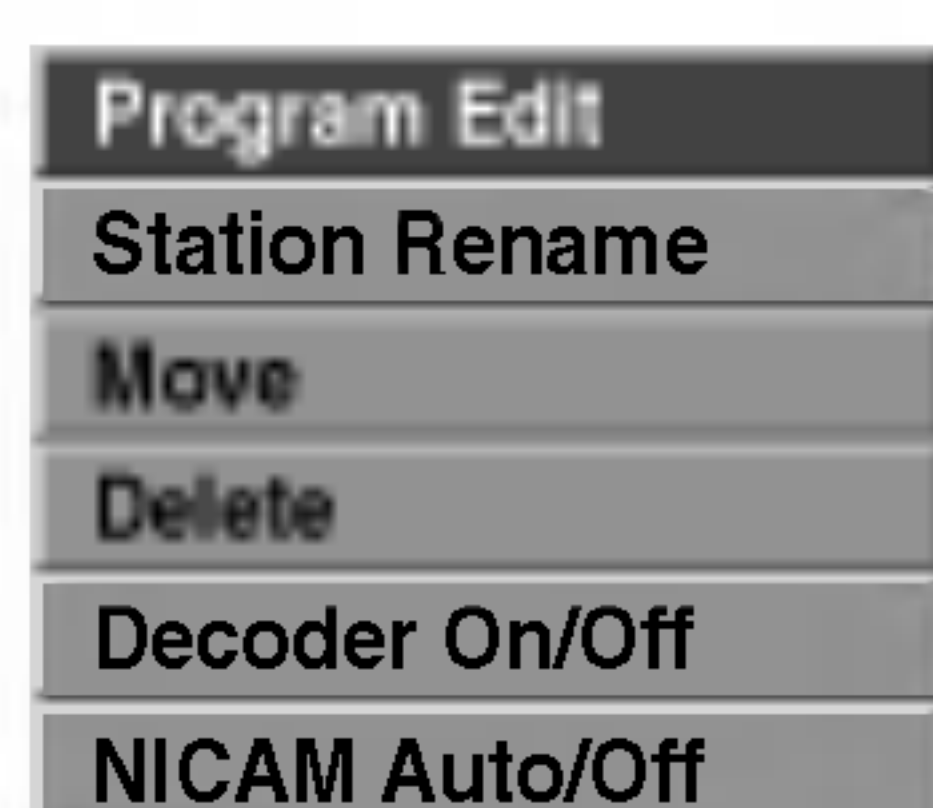 Program Edit
Station Rename
Move
Delete
Decoder On/Off
NICAM Auto/Off